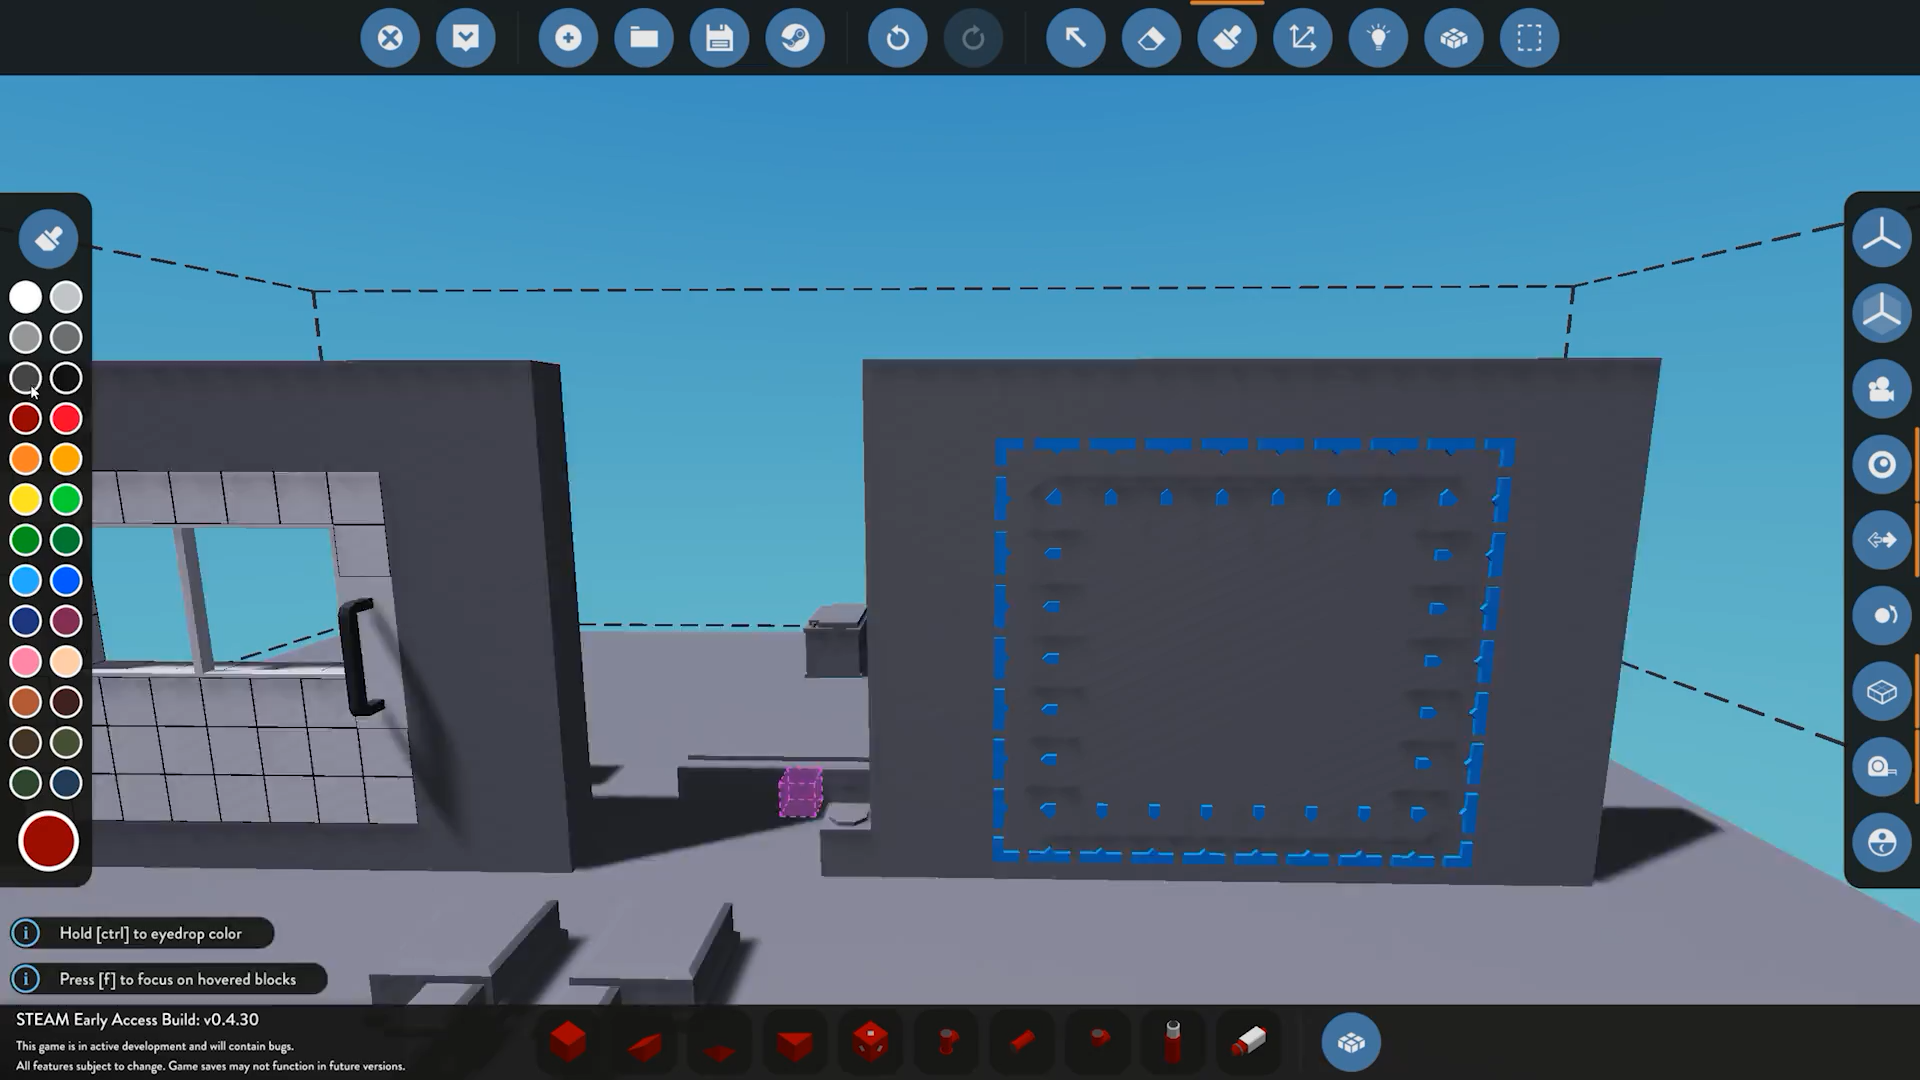 Hold [ctrl] to eyedrop color
Press [f] to focus on hovered blocks
STEAM Early Access Build: v0.4.30
This game is in active development and will contain bugs.
All features subject to change. Game saves may not function in future versions.